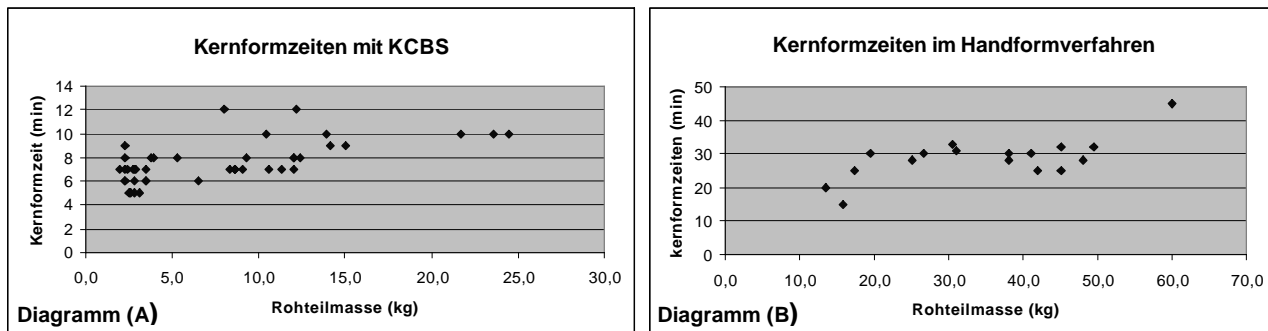 Kernformzeiten mit KCBS
Kernformzeit (min)
14
12
10
8
6
4
2
0
0,0 5,0 10,0 15,0 20,0 25,0 30,0
Rohteilmasse (kg)
Diagramm (A)
Kernformzeiten im Handformverfahren
kernformzeiten (min)
50
40
30
20
10
0
0,0 10,0 20,0 30,0 40,0 50,0 60,0 70,0
Rohteilmasse (kg)
Diagramm (B)